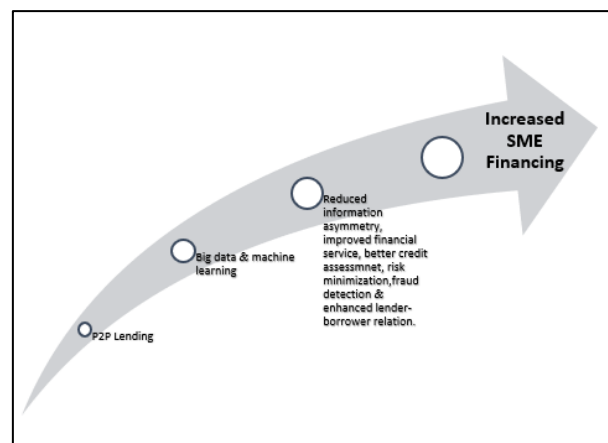 Increased
SME
Financing
Reduced
information
asymmetry,
improved financial
service, better credit
assessmnet, risk
minimization,fraud
detection &
enhanced lender-
borrower relation.
Big data & machine
learning
P2P Lending